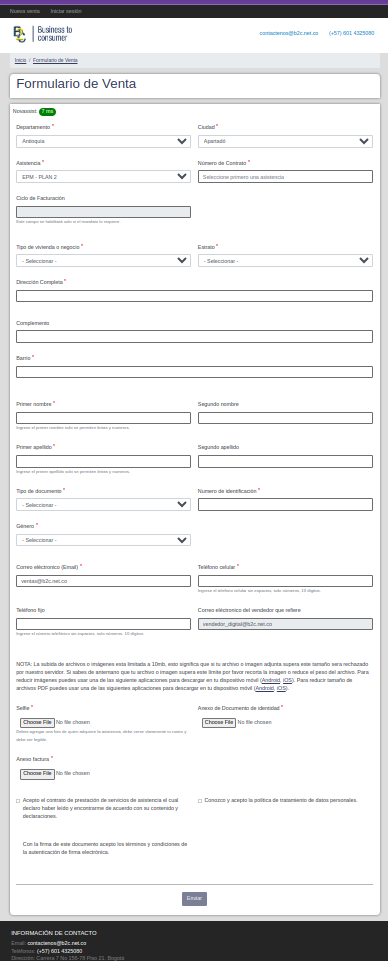 Nueva venta Iniciar sesión
Business to
consumer
contactenos@b2c.net.co (+57) 601 4325080
Inicio / Formulario de Venta
Formulario de Venta
Novaassist: 7 ms
Departamento * Ciudad *
Antioquia Apartadó
Asistencia * Número de Contrato *
EPM - PLAN 2 Seleccione primero una asistencia
Ciclo de Facturación
Este campo se habilitará solo si el mandato lo requiere.
Tipo de vivienda o negocio * Estrato *
- Seleccionar - - Seleccionar -
Dirección Completa *
Complemento
Barrio *
Primer nombre * Segundo nombre
Ingrese el primer nombre solo se permiten letras y números.
Primer apellido * Segundo apellido
Ingrese el primer apellido solo se permiten letras y números.
Tipo de documento * Numero de identificación *
- Seleccionar -
Género *
- Seleccionar -
Correo eléctronico (Email) * Teléfono celular *
ventas@b2c.net.co
Ingrese el teléfono celular sin espacios, solo números. 10 dígitos.
Teléfono fijo Correo eléctronico del vendedor que refiere
vendedor_digital@b2c.net.co
Ingrese el número telefónico sin espacios, solo números. 10 dígitos.
NOTA: La subida de archivos o imágenes esta limitada a 10mb, esto significa que si tu archivo o imagen adjunta supera este tamaño sera rechazado
por nuestro servidor. Si sabes de antemano que tu archivo o imagen supera este limite por favor recorta la imagen o reduce el peso del archivo. Para
reducir imágenes puedes usar una de las siguiente aplicaciones para descargar en tu dispositivo móvil (Android, iOS). Para reducir tamaño de
archivos PDF puedes usar una de las siguientes aplicaciones para descargar en tu dispositivo móvil (Android, iOS).
Selfie * Anexo de Documento de identidad *
Choose File No file chosen Choose File No file chosen
Debes agregar una foto de quien adquiere la asistencia, debe verse claramente tu rostro y
debe ser legible.
Anexo factura *
Choose File No file chosen
Acepto el contrato de prestación de servicios de asistencia el cual
declaro haber leído y encontrarme de acuerdo con su contenido y
declaraciones.
Conozco y acepto la política de tratamiento de datos personales.
Con la firma de este documento acepto los términos y condiciones de
la autenticación de firma electrónica.
Enviar
INFORMACIÓN DE CONTACTO
Email: contactenos@b2c.net.co
Teléfonos: (+57) 601 4325080
Dirección: Carrera 7 No 156-78 Piso 21, Bogotá